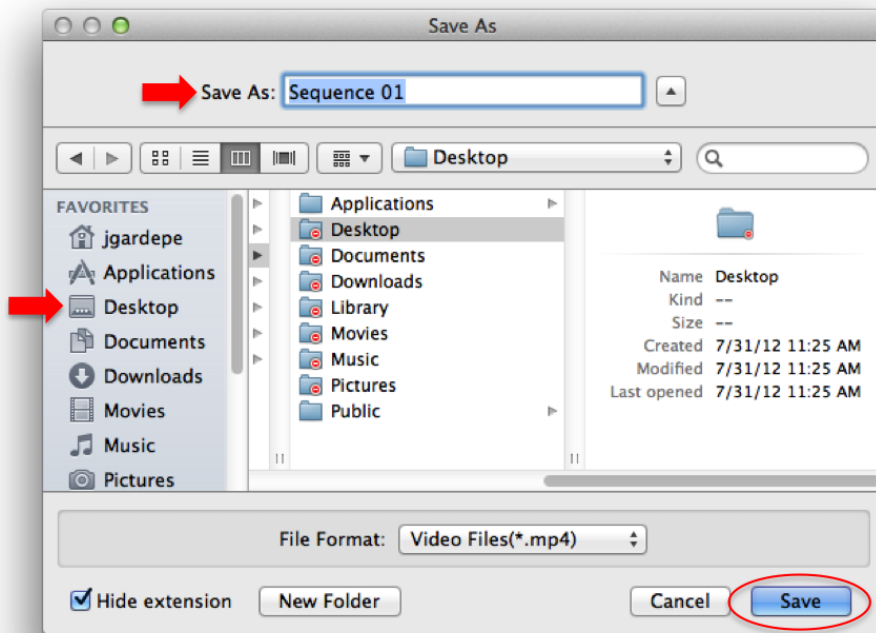 Save As
Save As: Sequence 01
Desktop
FAVORITES
jgardepe
Applications
Desktop
Documents
Downloads
Movies
Music
Pictures
Applications
Desktop
Documents
Downloads
Library
Movies
Music
Pictures
Public
Name Desktop
Kind --
Size --
Created 7/31/12 11:25 AM
Modified 7/31/12 11:25 AM
Last opened 7/31/12 11:25 AM
File Format: Video Files(*.mp4)
Hide extension New Folder Cancel Save